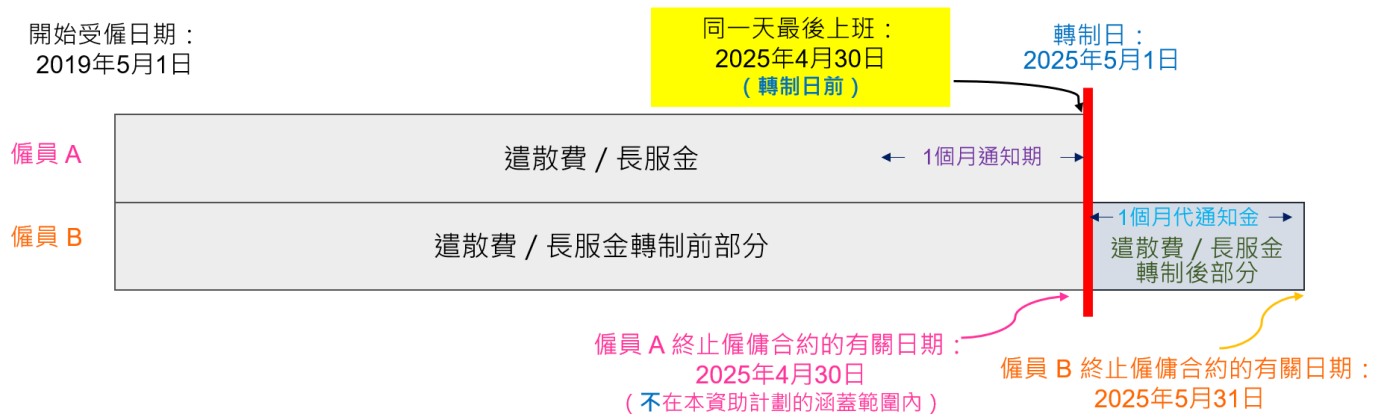 開始受僱日期：
2019年5月1日
同一天最後上班：
2025年4月30日
（轉制日前）
轉制日：
2025年5月1日
僱員 A
遣散費 / 長服金
1個月通知期
僱員 B
遣散費 / 長服金轉制前部分
1個月代通知金
遣散費 / 長服金
轉制後部分
僱員 A 終止僱傭合約的有關日期：
2025年4月30日
（不在本資助計劃的涵蓋範圍內）
僱員 B 終止僱傭合約的有關日期：
2025年5月31日